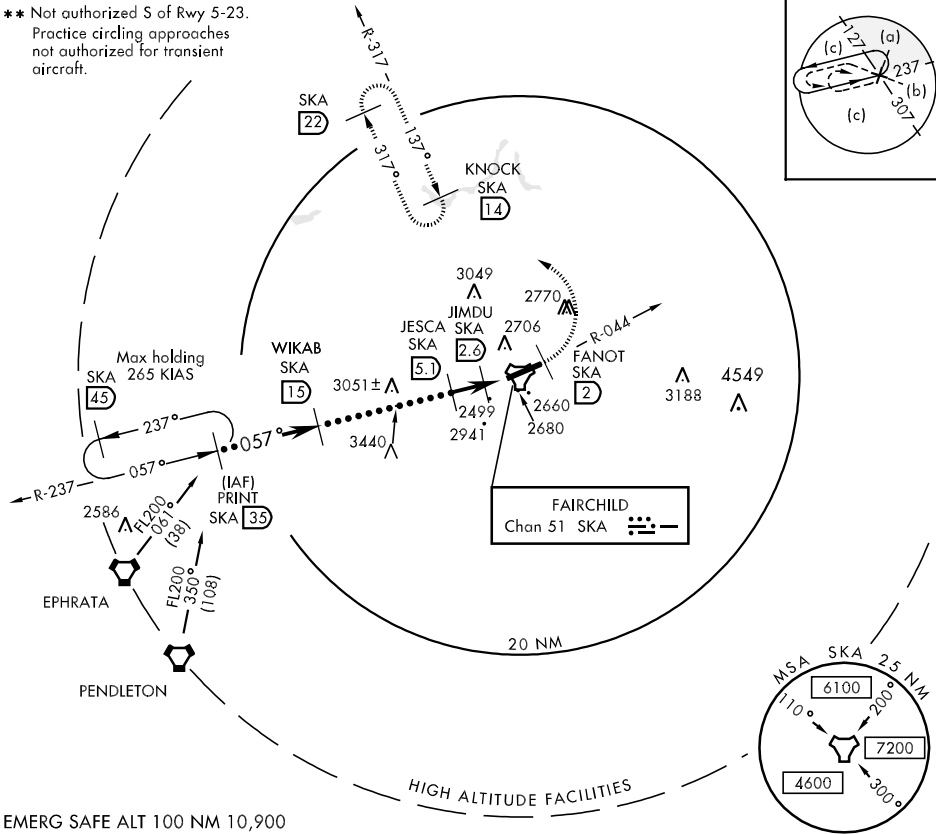 ** Not authorized S of Rwy 5-23.
Practice circling approaches
not authorized for transient
aircraft.
R-317
SKA
22
137°
317°
KNOCK
SKA
14
127
(a)
(c)
237
(b)
307
(c)
3049
2770
JIMDU
SKA
2.6
2706
R-044
JESCA
SKA
5.1
FANOT
SKA
2
WIKAB
SKA
15
Max holding
265 KIAS
SKA
45
3051±
3188
4549
2499
2660
2941
2680
3440
237°
057°
057°
R-237
(IAF)
PRINT
SKA 35
2586
FL200
061°
(38)
FL200
350°
(108)
EPHRATA
PENDLETON
FAIRCHILD
Chan 51 SKA
20 NM
MSA SKA 25 NM
6100
110°
200°
7200
4600
300°
HIGH ALTITUDE FACILITIES
EMERG SAFE ALT 100 NM 10,900